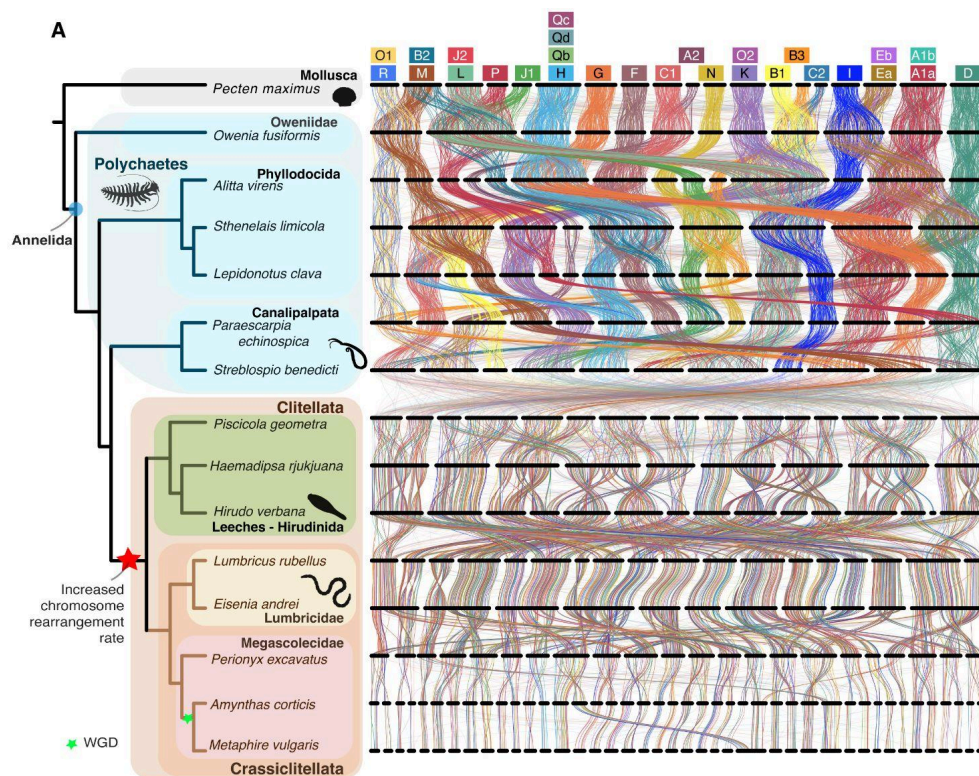 A
Qc
Qd
O1 B2 J2 Qb A2 O2 B3 Eb A1b
R M L P J1 H G F C1 N K B1 C2 I Ea A1a D
Mollusca
Pecten maximus
Oweniidae
Owenia fusiformis
Polychaetes
Phyllodocida
Alitta virens
Annelida
Sthenelais limicola
Lepidonotus clava
Canalipalpata
Paraescarpia
echinospica
Streblospio benedicti
Clitellata
Piscicola geometra
Haemadipsa rjukjuana
Hirudo verbana
Leeches - Hirudinida
Increased
chromosome
rearrangement
rate
Lumbricus rubellus
Eisenia andrei
Lumbricidae
Megascolecidae
Perionyx excavatus
Amynthas corticis
WGD
Metaphire vulgaris
Crassiclitellata